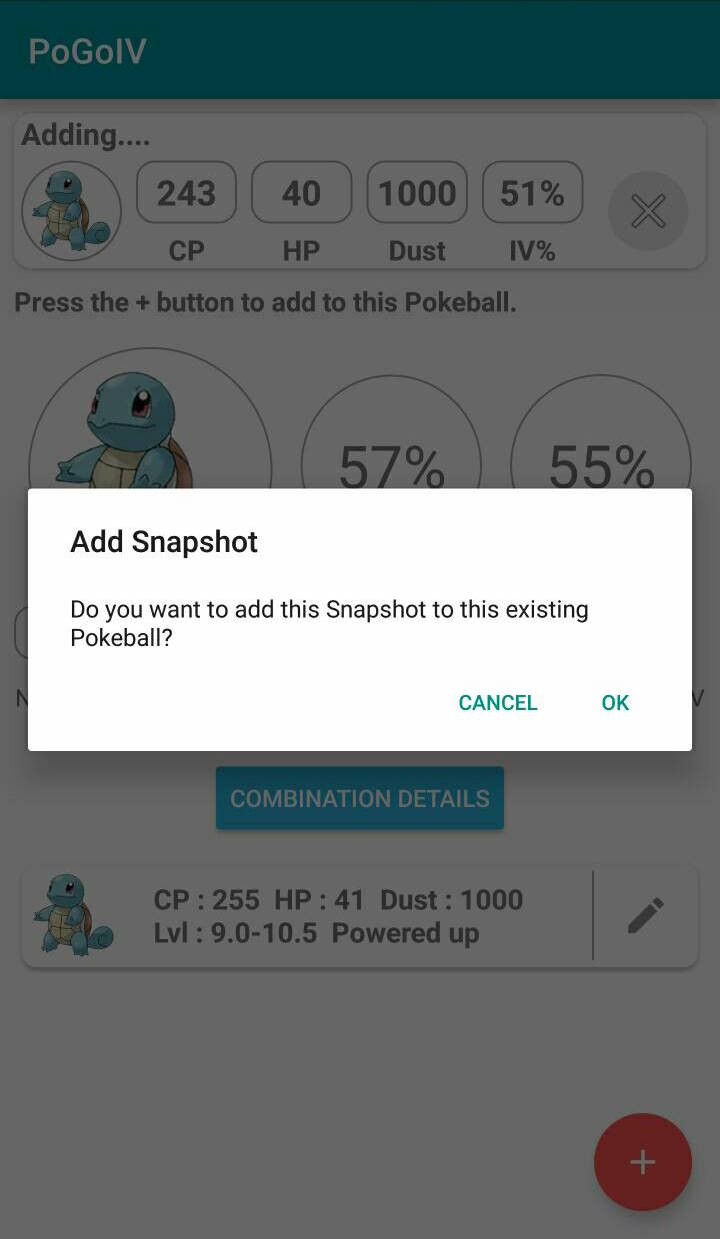 PoGoIV
Adding....
243 40 1000 51%
CP HP Dust IV%
Press the + button to add to this Pokeball.
57% 55%
Add Snapshot
Do you want to add this Snapshot to this existing
Pokeball?
CANCEL OK
COMBINATION DETAILS
CP : 255 HP : 41 Dust : 1000
Lvl : 9.0-10.5 Powered up
+